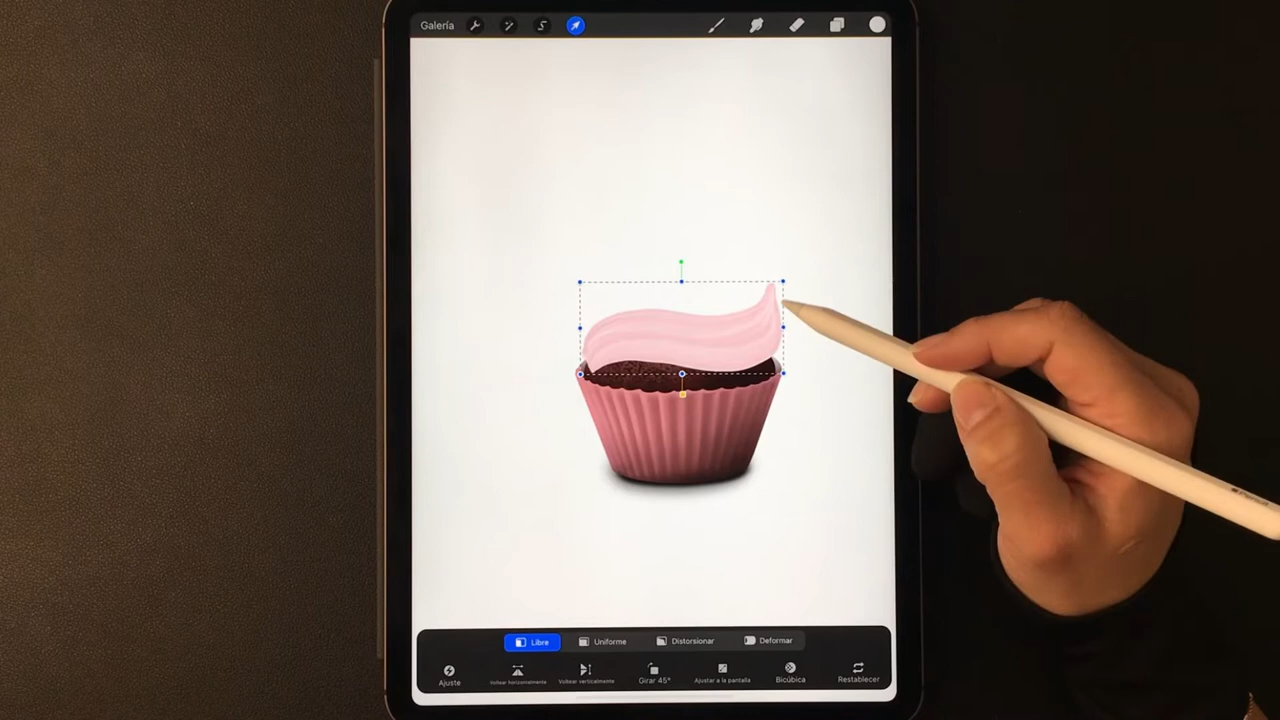 Galería
Libre Uniforme Distorsionar Deformar
Ajuste Voltear horizontalmente Voltear verticalmente Girar 45° Ajustar a la pantalla Bicúbica Restablecer